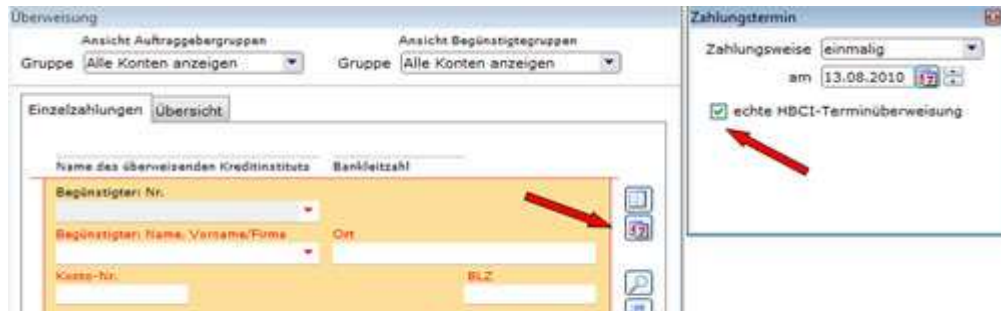 Überweisung
Ansicht Auftraggebergruppen
Ansicht Begünstigtegruppen
Gruppe Alle Konten anzeigen
Gruppe Alle Konten anzeigen
Einzelzahlungen Übersicht
Name des überweisenden Kreditinstituts Bankleitzahl
Begünstigter: Nr.
Begünstigter: Name, Vorname/Firma Ort
Konto-Nr. BLZ
Zahlungstermin
Zahlungsweise einmalig
am 13.08.2010
echte HBCI-Terminüberweisung